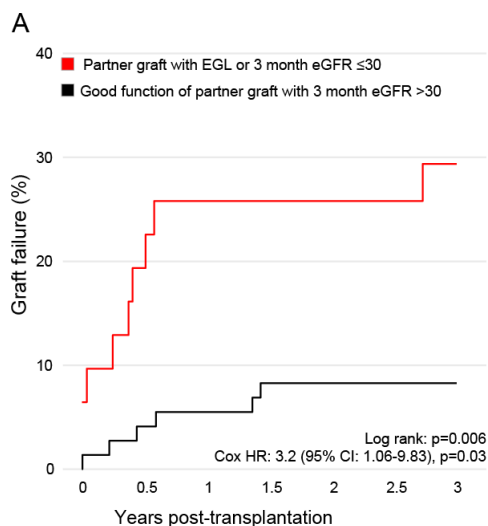 A
40
Partner graft with EGL or 3 month eGFR ≤30
Good function of partner graft with 3 month eGFR >30
30
20
10
0
Graft failure (%)
Log rank: p=0.006
Cox HR: 3.2 (95% CI: 1.06-9.83), p=0.03
0 0.5 1 1.5 2 2.5 3
Years post-transplantation